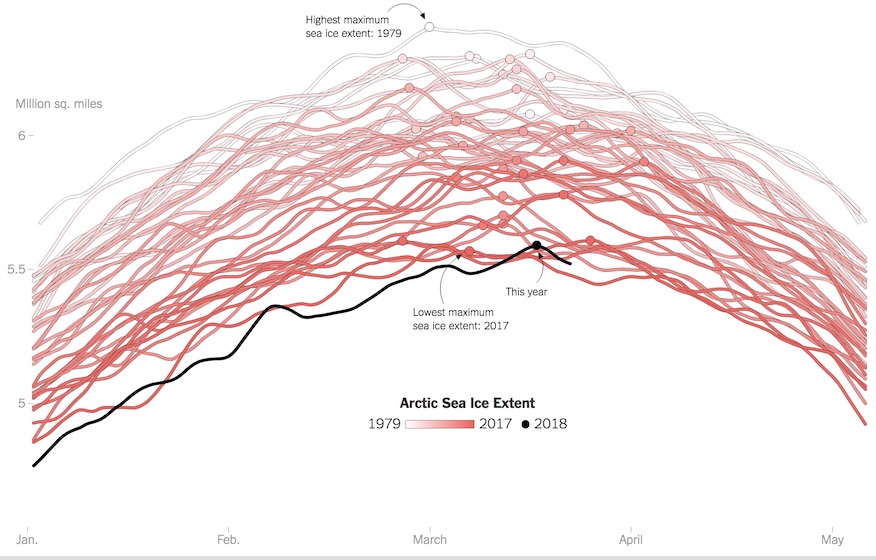 Highest maximum
sea ice extent: 1979
Million sq. miles
6
5.5
This year
Lowest maximum
sea ice extent: 2017
5
Arctic Sea Ice Extent
1979 2017 2018
Jan. Feb. March April May